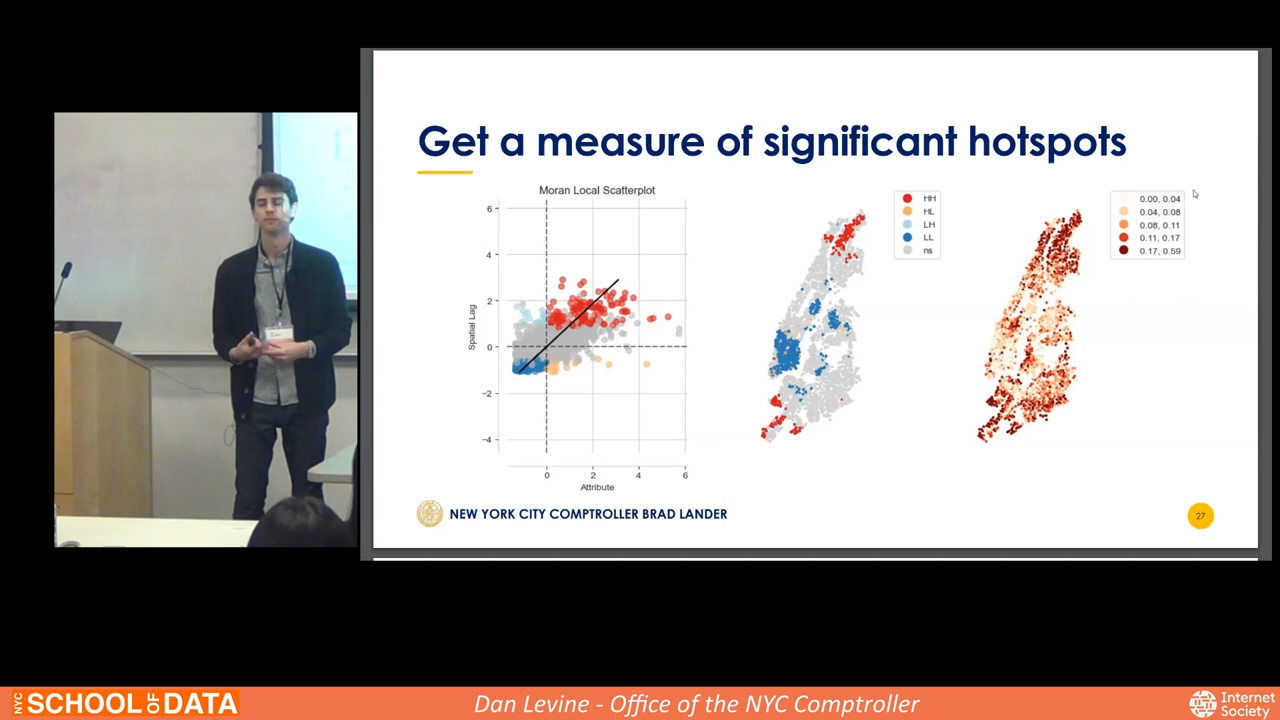 Get a measure of significant hotspots
Moran Local Scatterplot
6
4
2
0
−2
−4
Spatial Lag
0 2 4 6
Attribute
HH
HL
LH
LL
ns
0.00, 0.04
0.04, 0.08
0.08, 0.11
0.11, 0.17
0.17, 0.59
NEW YORK CITY COMPTROLLER BRAD LANDER
27
NYC SCHOOL OF DATA
Dan Levine - Office of the NYC Comptroller
Internet
Society